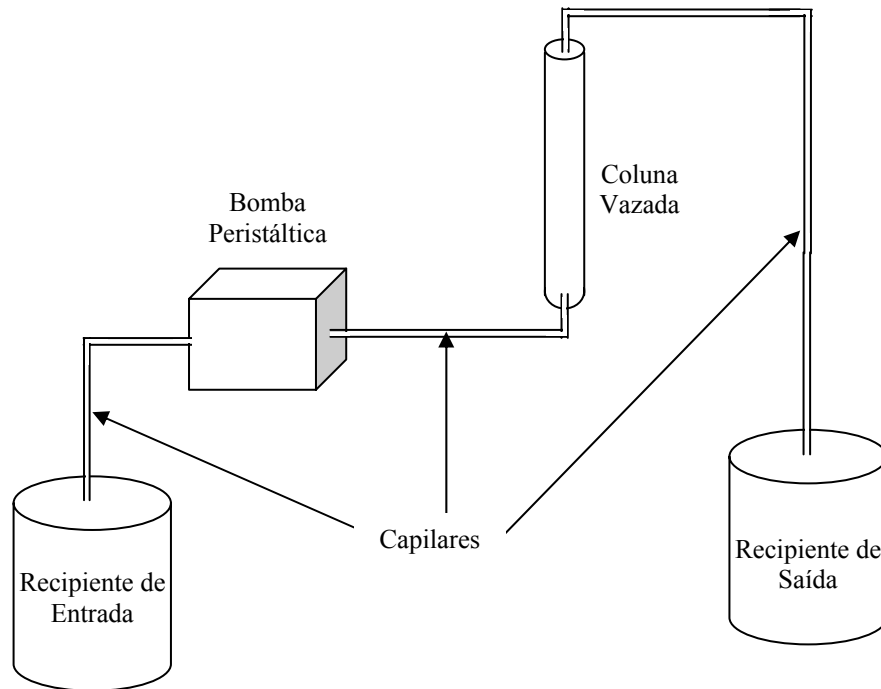 Coluna
Vazada
Bomba
Peristáltica
Capilares
Recipiente de
Entrada
Recipiente de
Saída